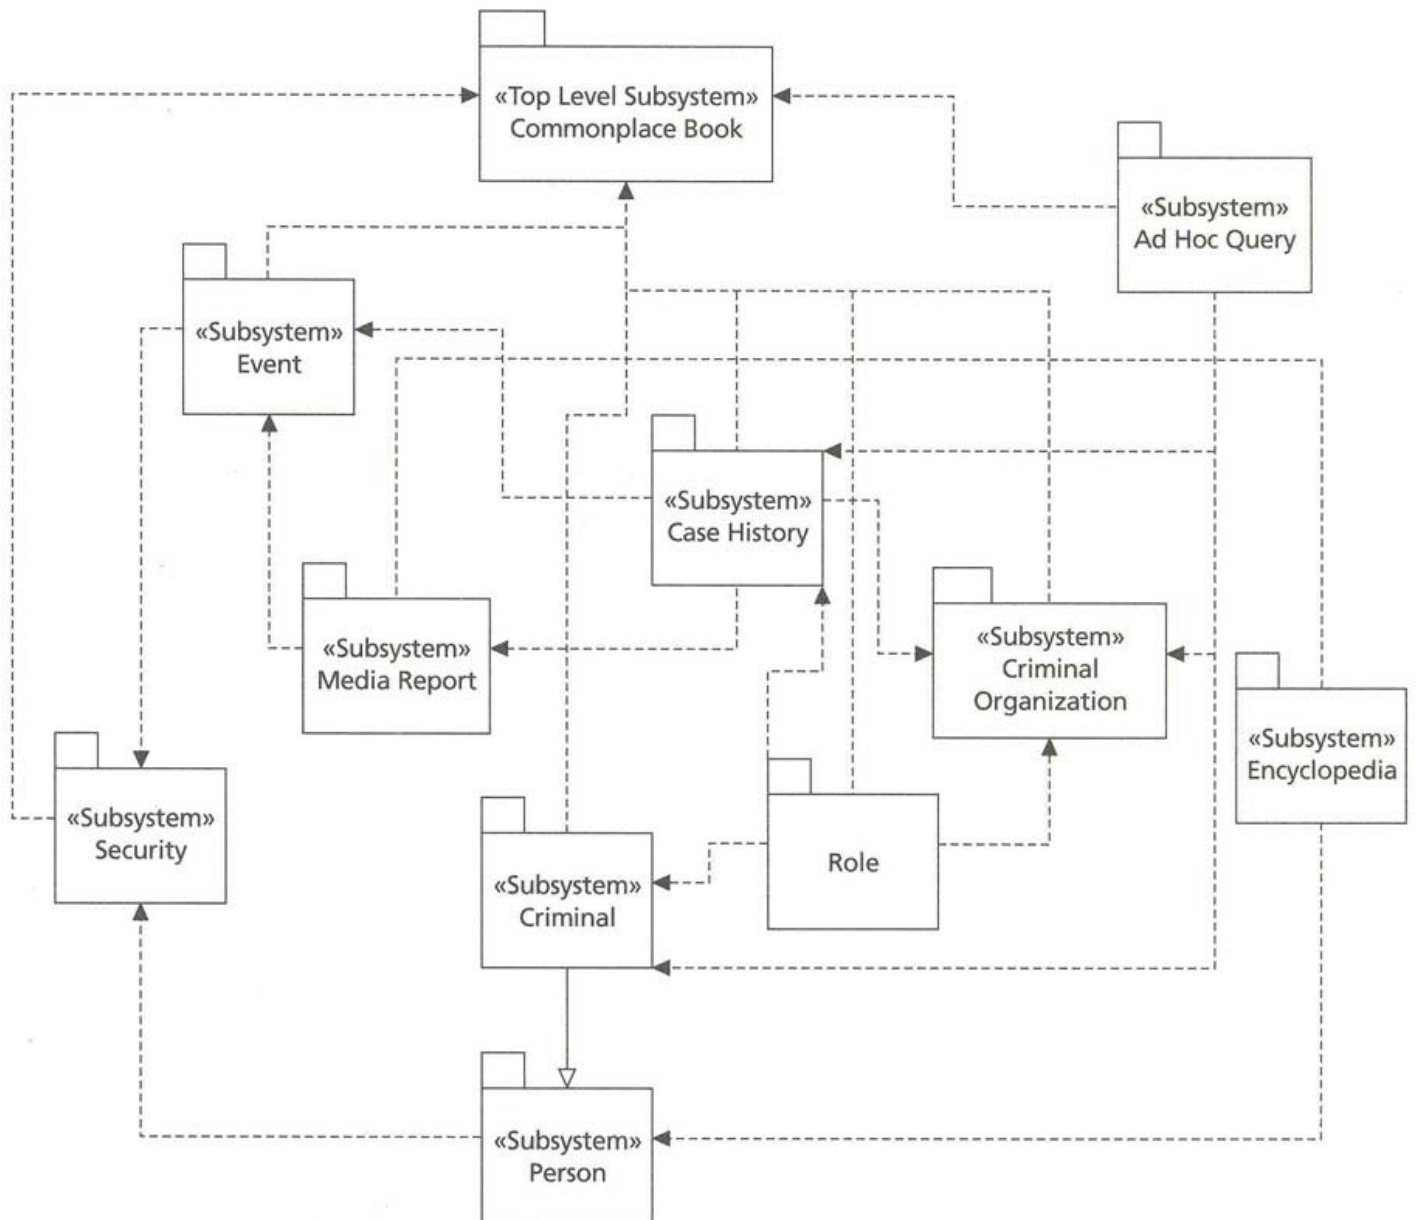 «Top Level Subsystem»
Commonplace Book
«Subsystem»
Ad Hoc Query
«Subsystem»
Event
«Subsystem»
Case History
«Subsystem»
Media Report
«Subsystem»
Criminal
Organization
«Subsystem»
Encyclopedia
«Subsystem»
Security
«Subsystem»
Criminal
Role
«Subsystem»
Person